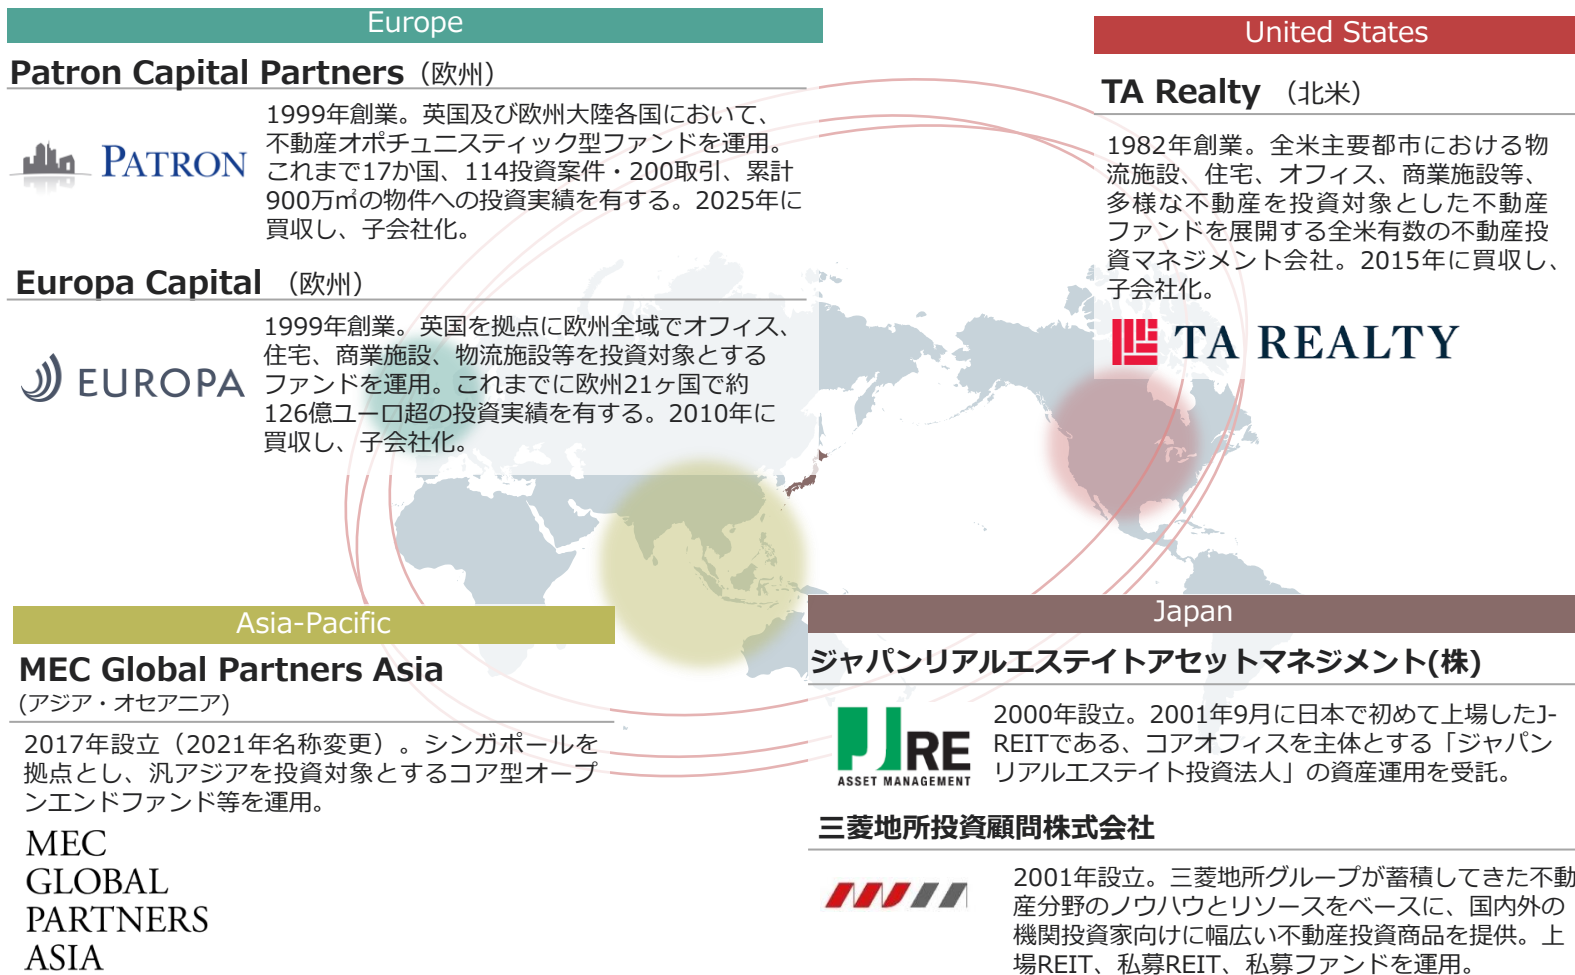 Europe
Patron Capital Partners（欧州）
PATRON
1999年創業。英国及び欧州大陸各国において、
不動産オポチュニスティック型ファンドを運用。
これまで17か国、114投資案件・200取引、累計
900万㎡の物件への投資実績を有する。2025年に
買収し、子会社化。
Europa Capital （欧州）
EUROPA
1999年創業。英国を拠点に欧州全域でオフィス、
住宅、商業施設、物流施設等を投資対象とする
ファンドを運用。これまでに欧州21ヶ国で約
126億ユーロ超の投資実績を有する。2010年に
買収し、子会社化。
United States
TA Realty （北米）
1982年創業。全米主要都市における物
流施設、住宅、オフィス、商業施設等、
多様な不動産を投資対象とした不動産
ファンドを展開する全米有数の不動産投
資マネジメント会社。2015年に買収し、
子会社化。
TA REALTY
Asia-Pacific
MEC Global Partners Asia
(アジア・オセアニア)
2017年設立（2021年名称変更）。シンガポールを
拠点とし、汎アジアを投資対象とするコア型オープ
ンエンドファンド等を運用。
MEC
GLOBAL
PARTNERS
ASIA
Japan
ジャパンリアルエステイトアセットマネジメント(株)
JRE
ASSET MANAGEMENT
2000年設立。2001年9月に日本で初めて上場したJ-
REITである、コアオフィスを主体とする「ジャパン
リアルエステイト投資法人」の資産運用を受託。
三菱地所投資顧問株式会社
2001年設立。三菱地所グループが蓄積してきた不動
産分野のノウハウとリソースをベースに、国内外の
機関投資家向けに幅広い不動産投資商品を提供。上
場REIT、私募REIT、私募ファンドを運用。